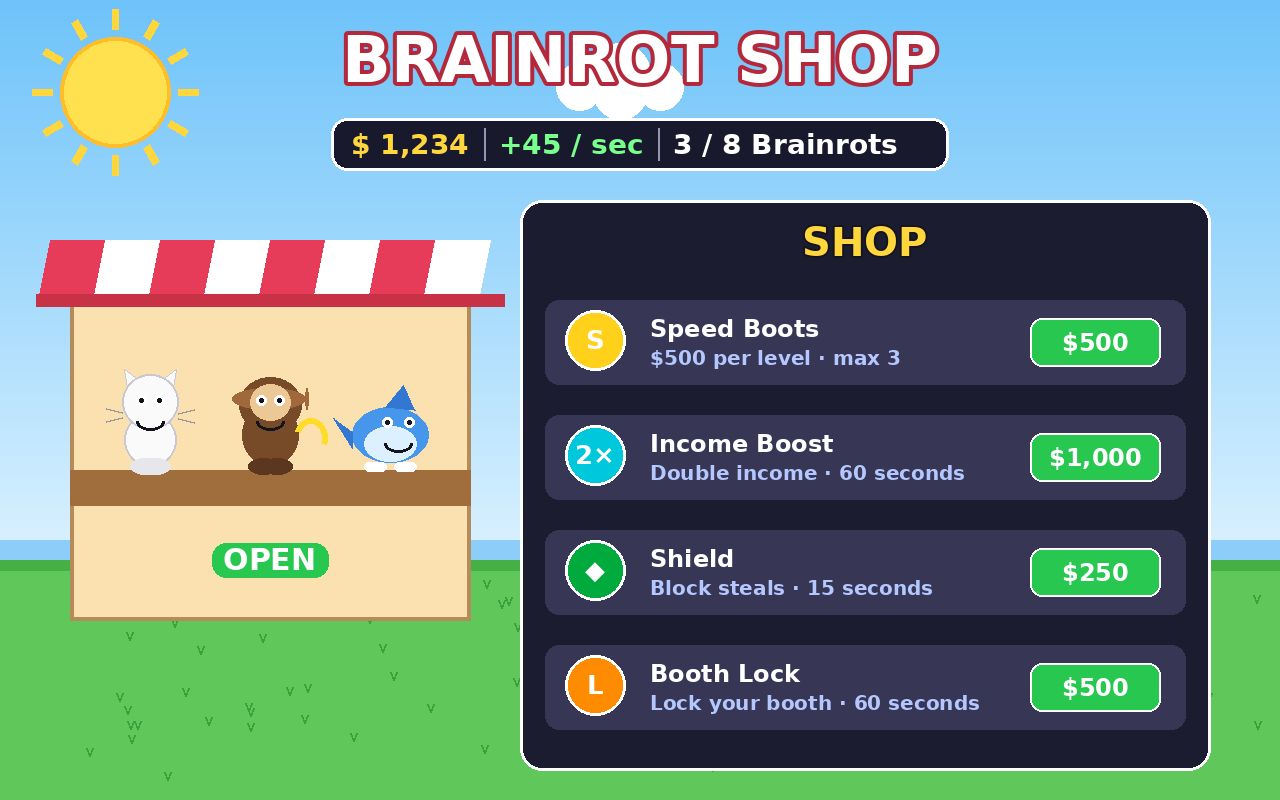 BRAINROT SHOP
$ 1,234 | +45 / sec | 3 / 8 Brainrots
SHOP
S Speed Boots $500
$500 per level · max 3
2× Income Boost $1,000
Double income · 60 seconds
◆ Shield $250
Block steals · 15 seconds
L Booth Lock $500
Lock your booth · 60 seconds
OPEN